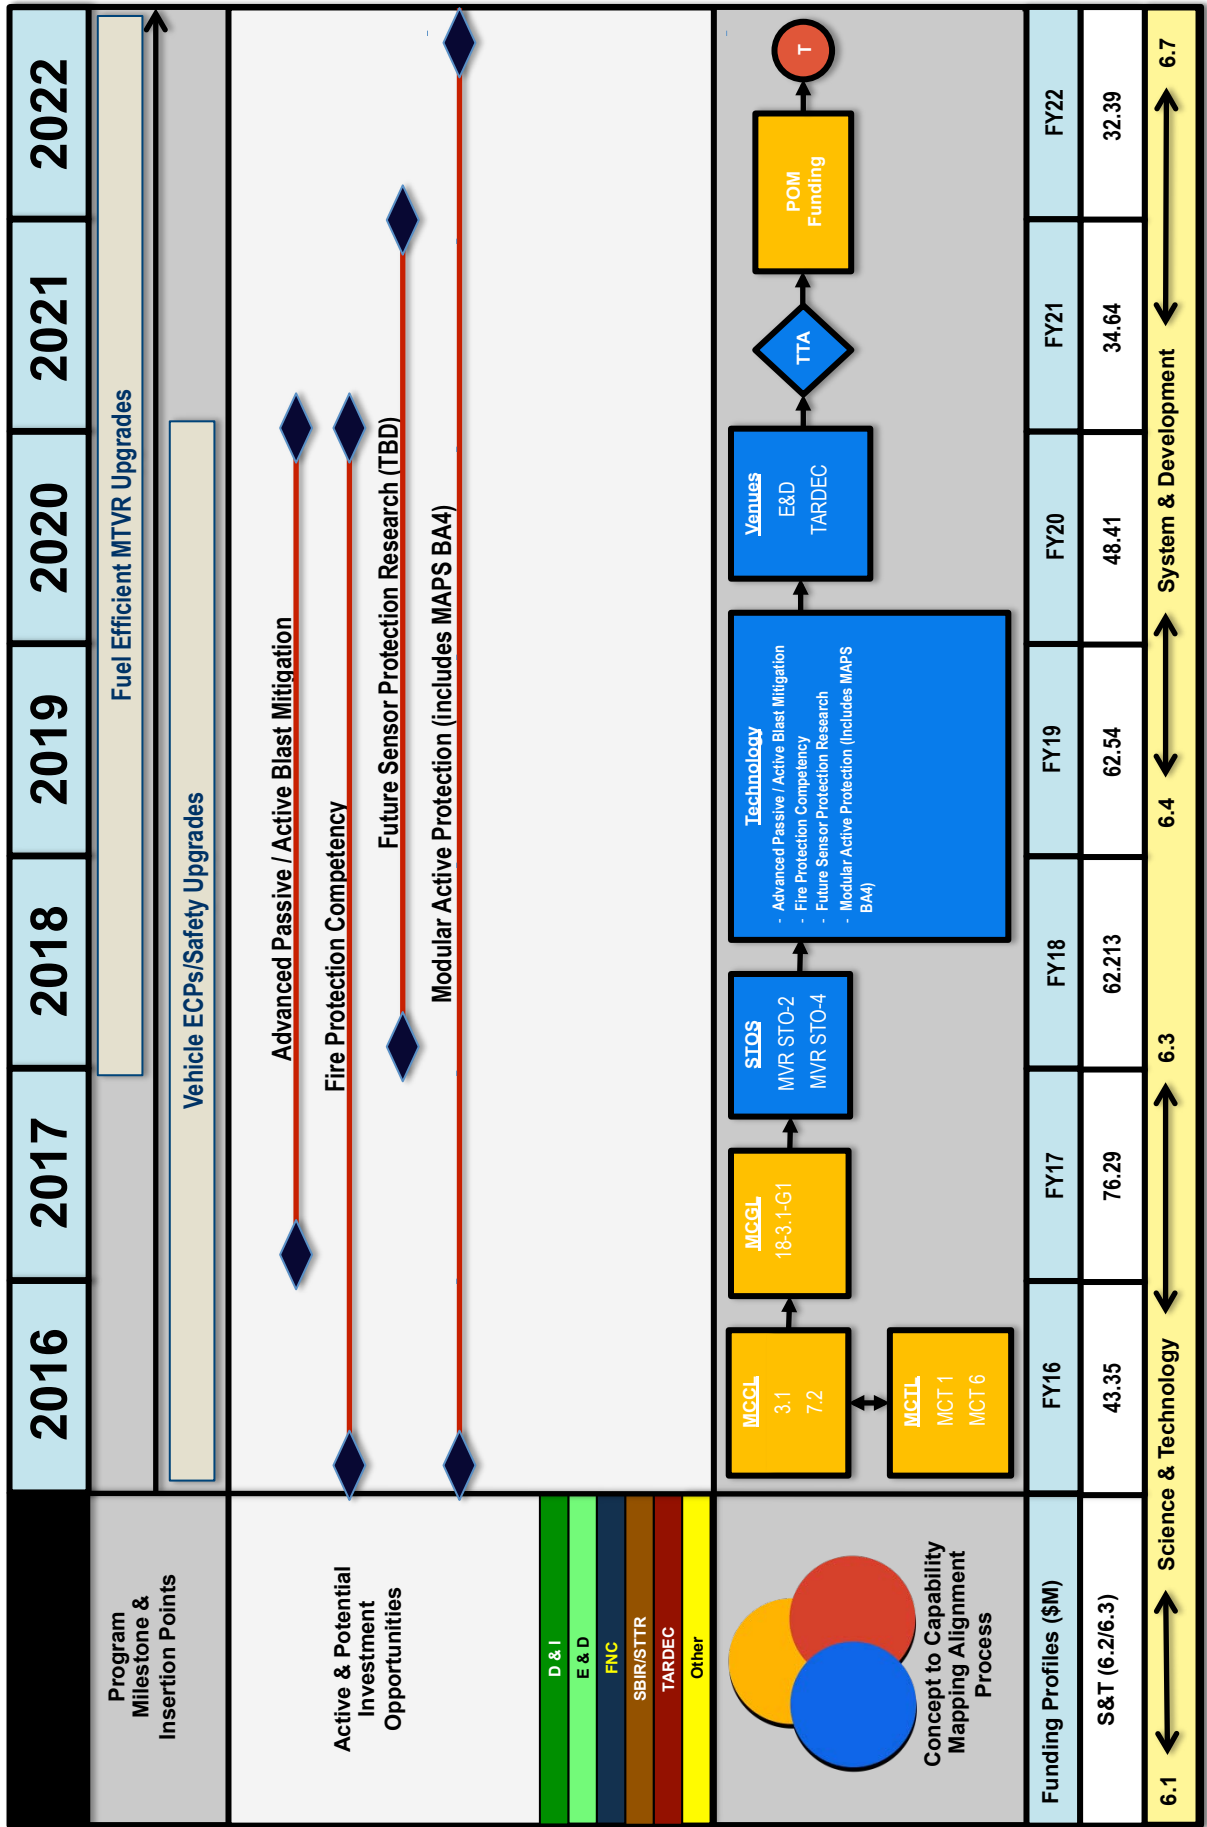 2016 2017 2018 2019 2020 2021 2022
Program
Milestone &
Insertion Points
Fuel Efficient MTVR Upgrades
Vehicle ECPs/Safety Upgrades
Active & Potential
Investment
Opportunities
Advanced Passive / Active Blast Mitigation
Fire Protection Competency
Future Sensor Protection Research (TBD)
Modular Active Protection (includes MAPS BA4)
D & I
E & D
FNC
SBIR/STTR
TARDEC
Other
Concept to Capability
Mapping Alignment
Process
MCCL
3.1
7.2
MCTL
MCT 1
MCT 6
MCGL
18-3.1-G1
STOS
MVR STO-2
MVR STO-4
Technology
- Advanced Passive / Active Blast Mitigation
- Fire Protection Competency
- Future Sensor Protection Research
- Modular Active Protection (Includes MAPS
BA4)
Venues
E&D
TARDEC
TTA
POM
Funding
T
Funding Profiles ($M) FY16 FY17 FY18 FY19 FY20 FY21 FY22
S&T (6.2/6.3) 43.35 76.29 62.213 62.54 48.41 34.64 32.39
6.1 Science & Technology 6.3 6.4 System & Development 6.7